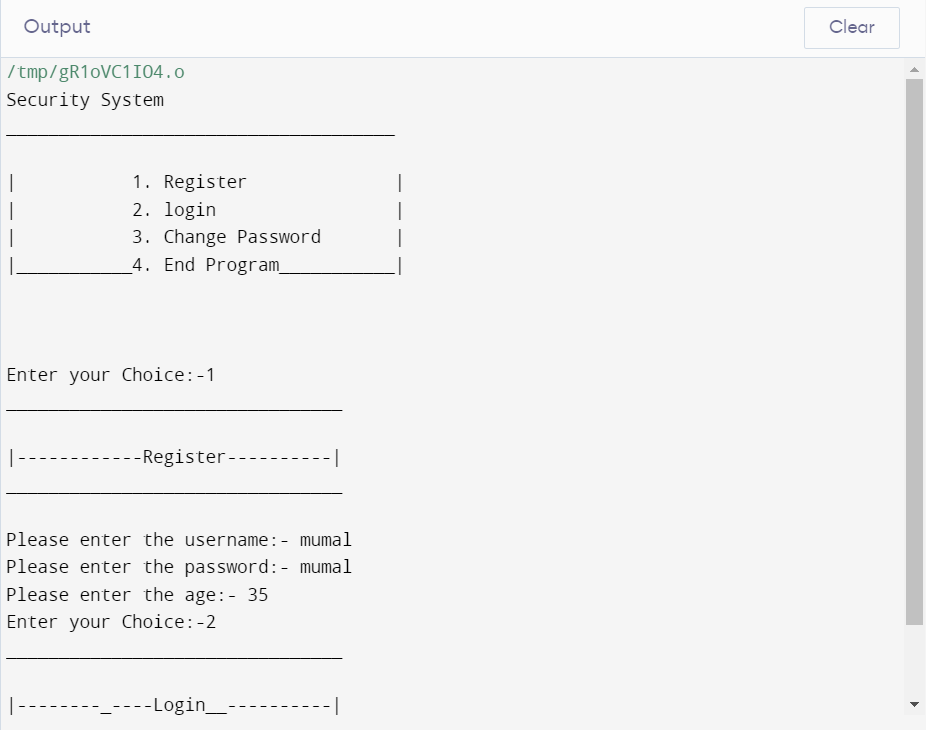 Output
Clear
/tmp/gR1oVC1IO4.o
Security System
_____________________________________
|           1. Register              |
|           2. login                 |
|           3. Change Password       |
|___________4. End Program___________|
Enter your Choice:-1
________________________________
|------------Register----------|
________________________________
Please enter the username:- mumal
Please enter the password:- mumal
Please enter the age:- 35
Enter your Choice:-2
________________________________
|--------_----Login__----------|